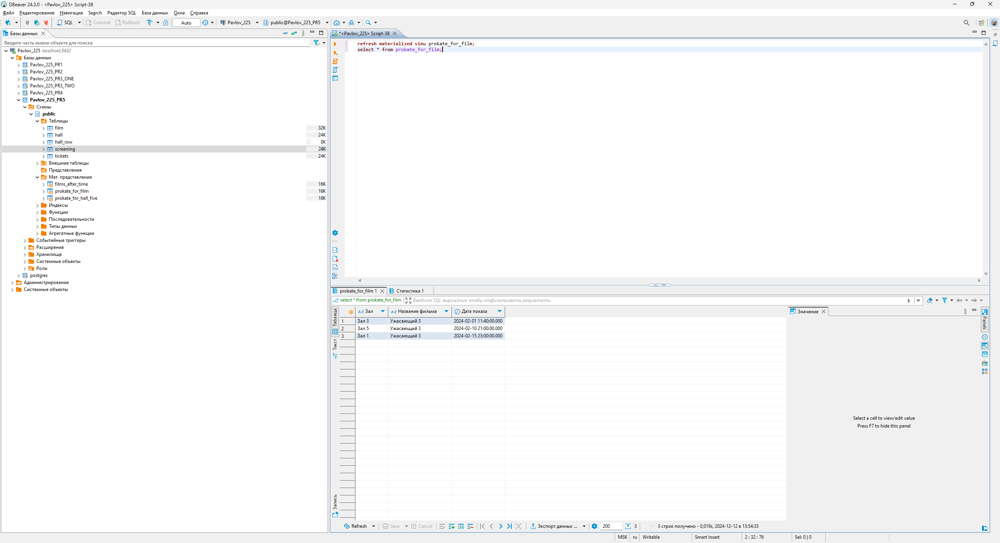 DBeaver 24.3.0 - <Pavlov_225> Script-38
Файл Редактирование Навигация Search Редактор SQL База данных Окна Справка
SQL Commit Rollback Auto Pavlov_225 public@Pavlov_225_PR5
Базы данных
Введите часть имени объекта для поиска
Pavlov_225 localhost:5432
Базы данных
Pavlov_225_PR1
Pavlov_225_PR2
Pavlov_225_PR3_ONE
Pavlov_225_PR3_TWO
Pavlov_225_PR4
Pavlov_225_PR5
Схемы
public
Таблицы
film 32K
hall 24K
hall_row 8K
screening 24K
tickets 24K
Внешние таблицы
Представления
Мат. представления
films_after_time 16K
prokate_for_film 16K
prokate_for_hall_five 16K
Индексы
Функции
Последовательности
Типы данных
Агрегатные функции
Событийные триггеры
Расширения
Хранилище
Системные объекты
Роли
postgres
Администрирование
Системные объекты
*<Pavlov_225> Script-38
refresh materialized view prokate_for_film;
select * from prokate_for_film;
prokate_for_film 1 Статистика 1
select * from prokate_for_film Введите SQL выражение чтобы отфильтровать результаты
Таблица
Текст
Запись
A-Z Зал A-Z Название фильма Дата показа
1 Зал 3 Ужасающий 3 2024-02-01 11:40:00.000
2 Зал 5 Ужасающий 3 2024-02-10 21:00:00.000
3 Зал 1 Ужасающий 3 2024-02-15 23:00:00.000
Значение
Panels
Select a cell to view/edit value
Press F7 to hide this panel
Refresh Save Cancel Экспорт данных ... 200 3 ... 3 строк получено - 0,019s, 2024-12-12 в 13:54:33
MSK ru Writable Smart Insert 2 : 32 : 76 Sel: 0 | 0